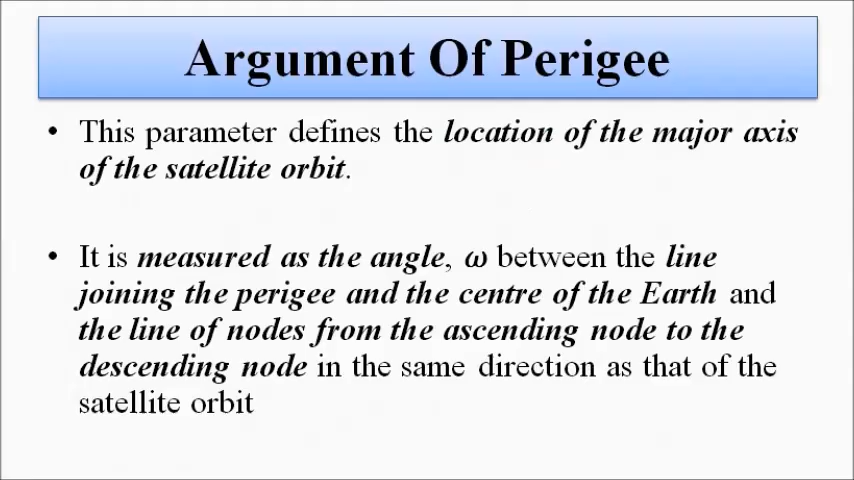 Argument Of Perigee
• This parameter defines the location of the major axis
of the satellite orbit.
• It is measured as the angle, ω between the line
joining the perigee and the centre of the Earth and
the line of nodes from the ascending node to the
descending node in the same direction as that of the
satellite orbit